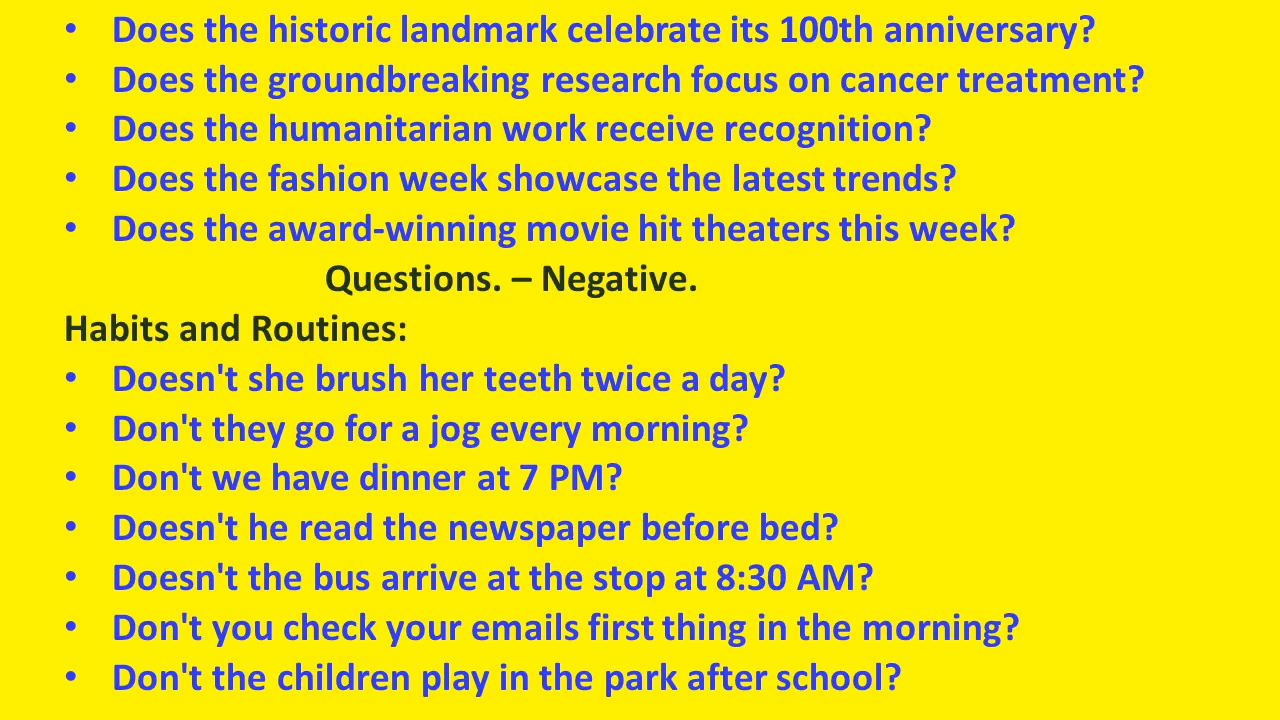 • Does the historic landmark celebrate its 100th anniversary?
• Does the groundbreaking research focus on cancer treatment?
• Does the humanitarian work receive recognition?
• Does the fashion week showcase the latest trends?
• Does the award-winning movie hit theaters this week?
Questions. – Negative.
Habits and Routines:
• Doesn't she brush her teeth twice a day?
• Don't they go for a jog every morning?
• Don't we have dinner at 7 PM?
• Doesn't he read the newspaper before bed?
• Doesn't the bus arrive at the stop at 8:30 AM?
• Don't you check your emails first thing in the morning?
• Don't the children play in the park after school?